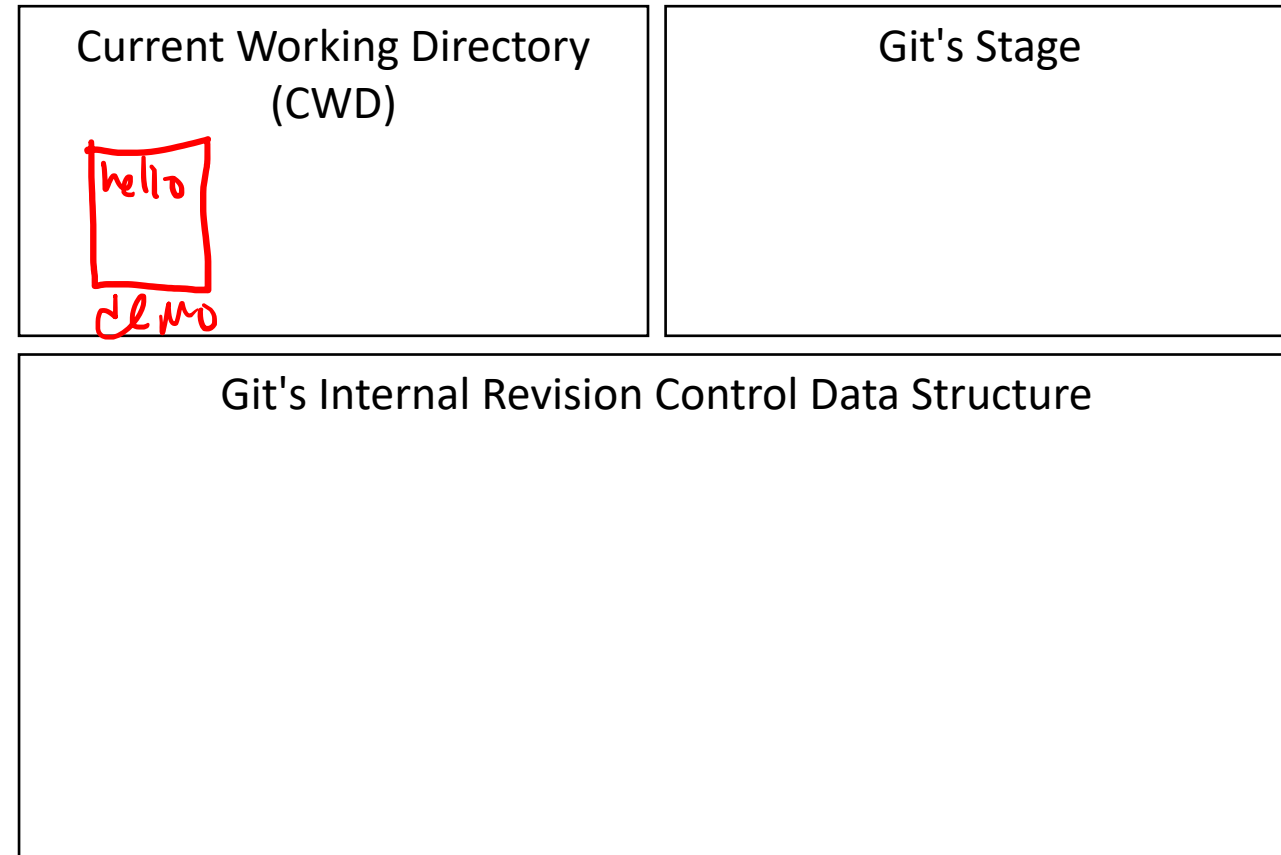 Current Working Directory
(CWD)
hello
demo
Git's Stage
Git's Internal Revision Control Data Structure